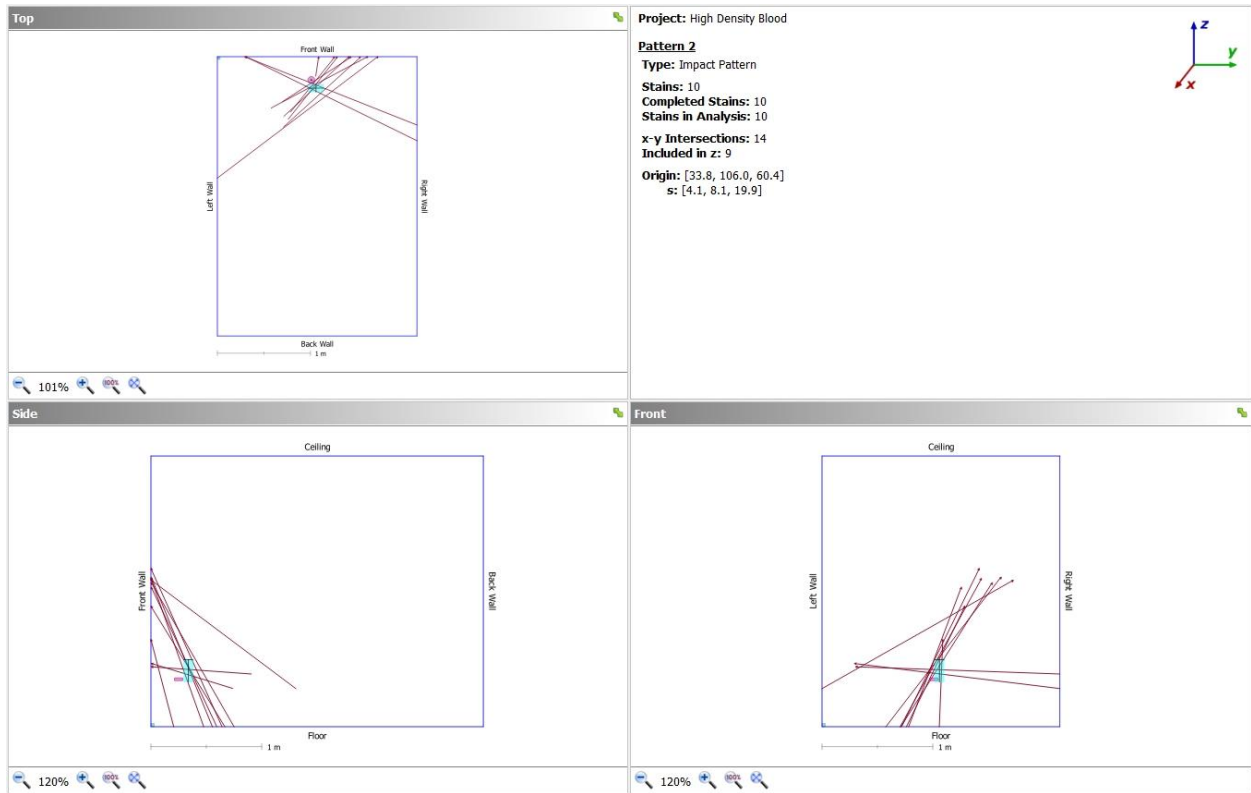 Top
Front Wall
Left Wall
Right Wall
Back Wall
1 m
101%
100%
Project: High Density Blood
Pattern 2
Type: Impact Pattern
Stains: 10
Completed Stains: 10
Stains in Analysis: 10
x-y Intersections: 14
Included in z: 9
Origin: [33.8, 106.0, 60.4]
s: [4.1, 8.1, 19.9]
z
y
x
Side
Ceiling
Front Wall
Back Wall
Floor
1 m
120%
100%
Front
Ceiling
Left Wall
Right Wall
Floor
1 m
120%
100%